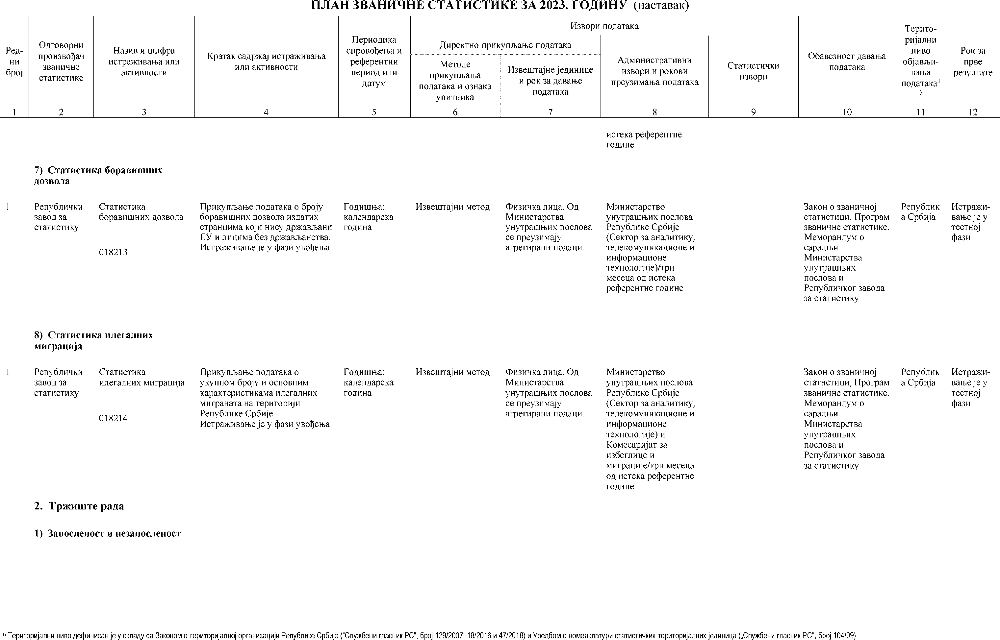 ПЛАН ЗВАНИЧНЕ СТАТИСТИКЕ ЗА 2023. ГОДИНУ (наставак)
Ред-
ни
број
Одговорни
произвођач
званичне
статистике
Назив и шифра
истраживања или
активности
Кратак садржај истраживања
или активности
Периодика
спровођења и
референтни
период или
датум
Извори података
Директно прикупљање података
Методе
прикупљања
података и ознака
упитника
Извештајне јединице
и рок за давање
података
Административни
извори и рокови
преузимања података
Статистички
извори
Обавезност давања
података
Терито-
ријални
ниво
објављи-
вања
података¹
)
Рок за
прве
резултате
1 2 3 4 5 6 7 8 9 10 11 12
истека референтне
године
7) Статистика боравишних
дозвола
1
Републички
завод за
статистику
Статистика
боравишних дозвола
018213
Прикупљање података о броју
боравишних дозвола издатих
странцима који нису држављани
ЕУ и лицима без држављанства.
Истраживање је у фази увођења.
Годишња;
календарска
година
Извештајни метод
Физичка лица. Од
Министарства
унутрашњих послова
се преузимају
агрегирани подаци.
Министарство
унутрашњих послова
Републике Србије
(Сектор за аналитику,
телекомуникационе и
информационе
технологије)/три
месеца од истека
референтне године
Закон о званичној
статистици, Програм
званичне статистике,
Меморандум о
сарадњи
Министарства
унутрашњих
послова и
Републичког завода
за статистику
Републик
а Србија
Истражи-
вање је у
тестној
фази
8) Статистика илегалних
миграција
1
Републички
завод за
статистику
Статистика
илегалних миграција
018214
Прикупљање података о
укупном броју и основним
карактеристикама илегалних
миграната на територији
Републике Србије.
Истраживање је у фази увођења.
Годишња;
календарска
година
Извештајни метод
Физичка лица. Од
Министарства
унутрашњих послова
се преузимају
агрегирани подаци.
Министарство
унутрашњих послова
Републике Србије
(Сектор за аналитику,
телекомуникационе и
информационе
технологије) и
Комесаријат за
избеглице и
миграције/три месеца
од истека референтне
године
Закон о званичној
статистици, Програм
званичне статистике,
Меморандум о
сарадњи
Министарства
унутрашњих
послова и
Републичког завода
за статистику
Републик
а Србија
Истражи-
вање је у
тестној
фази
2. Тржиште рада
1) Запосленост и незапосленост
¹⁾ Територијални ниво дефинисан је у складу са Законом о територијалној организацији Републике Србије ("Службени гласник РС", број 129/2007, 18/2016 и 47/2018) и Уредбом о номенклатури статистичких територијалних јединица („Службени гласник РС", број 104/09).